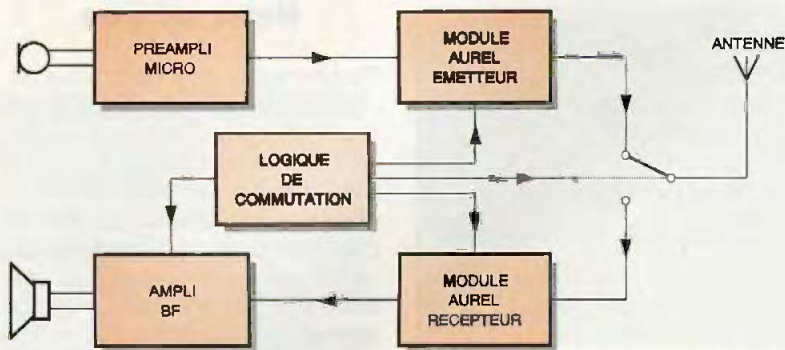 PREAMPLI
MICRO
MODULE
AUREL
EMETTEUR
ANTENNE
LOGIQUE
DE
COMMUTATION
AMPLI
BF
MODULE
AUREL
RECEPTEUR